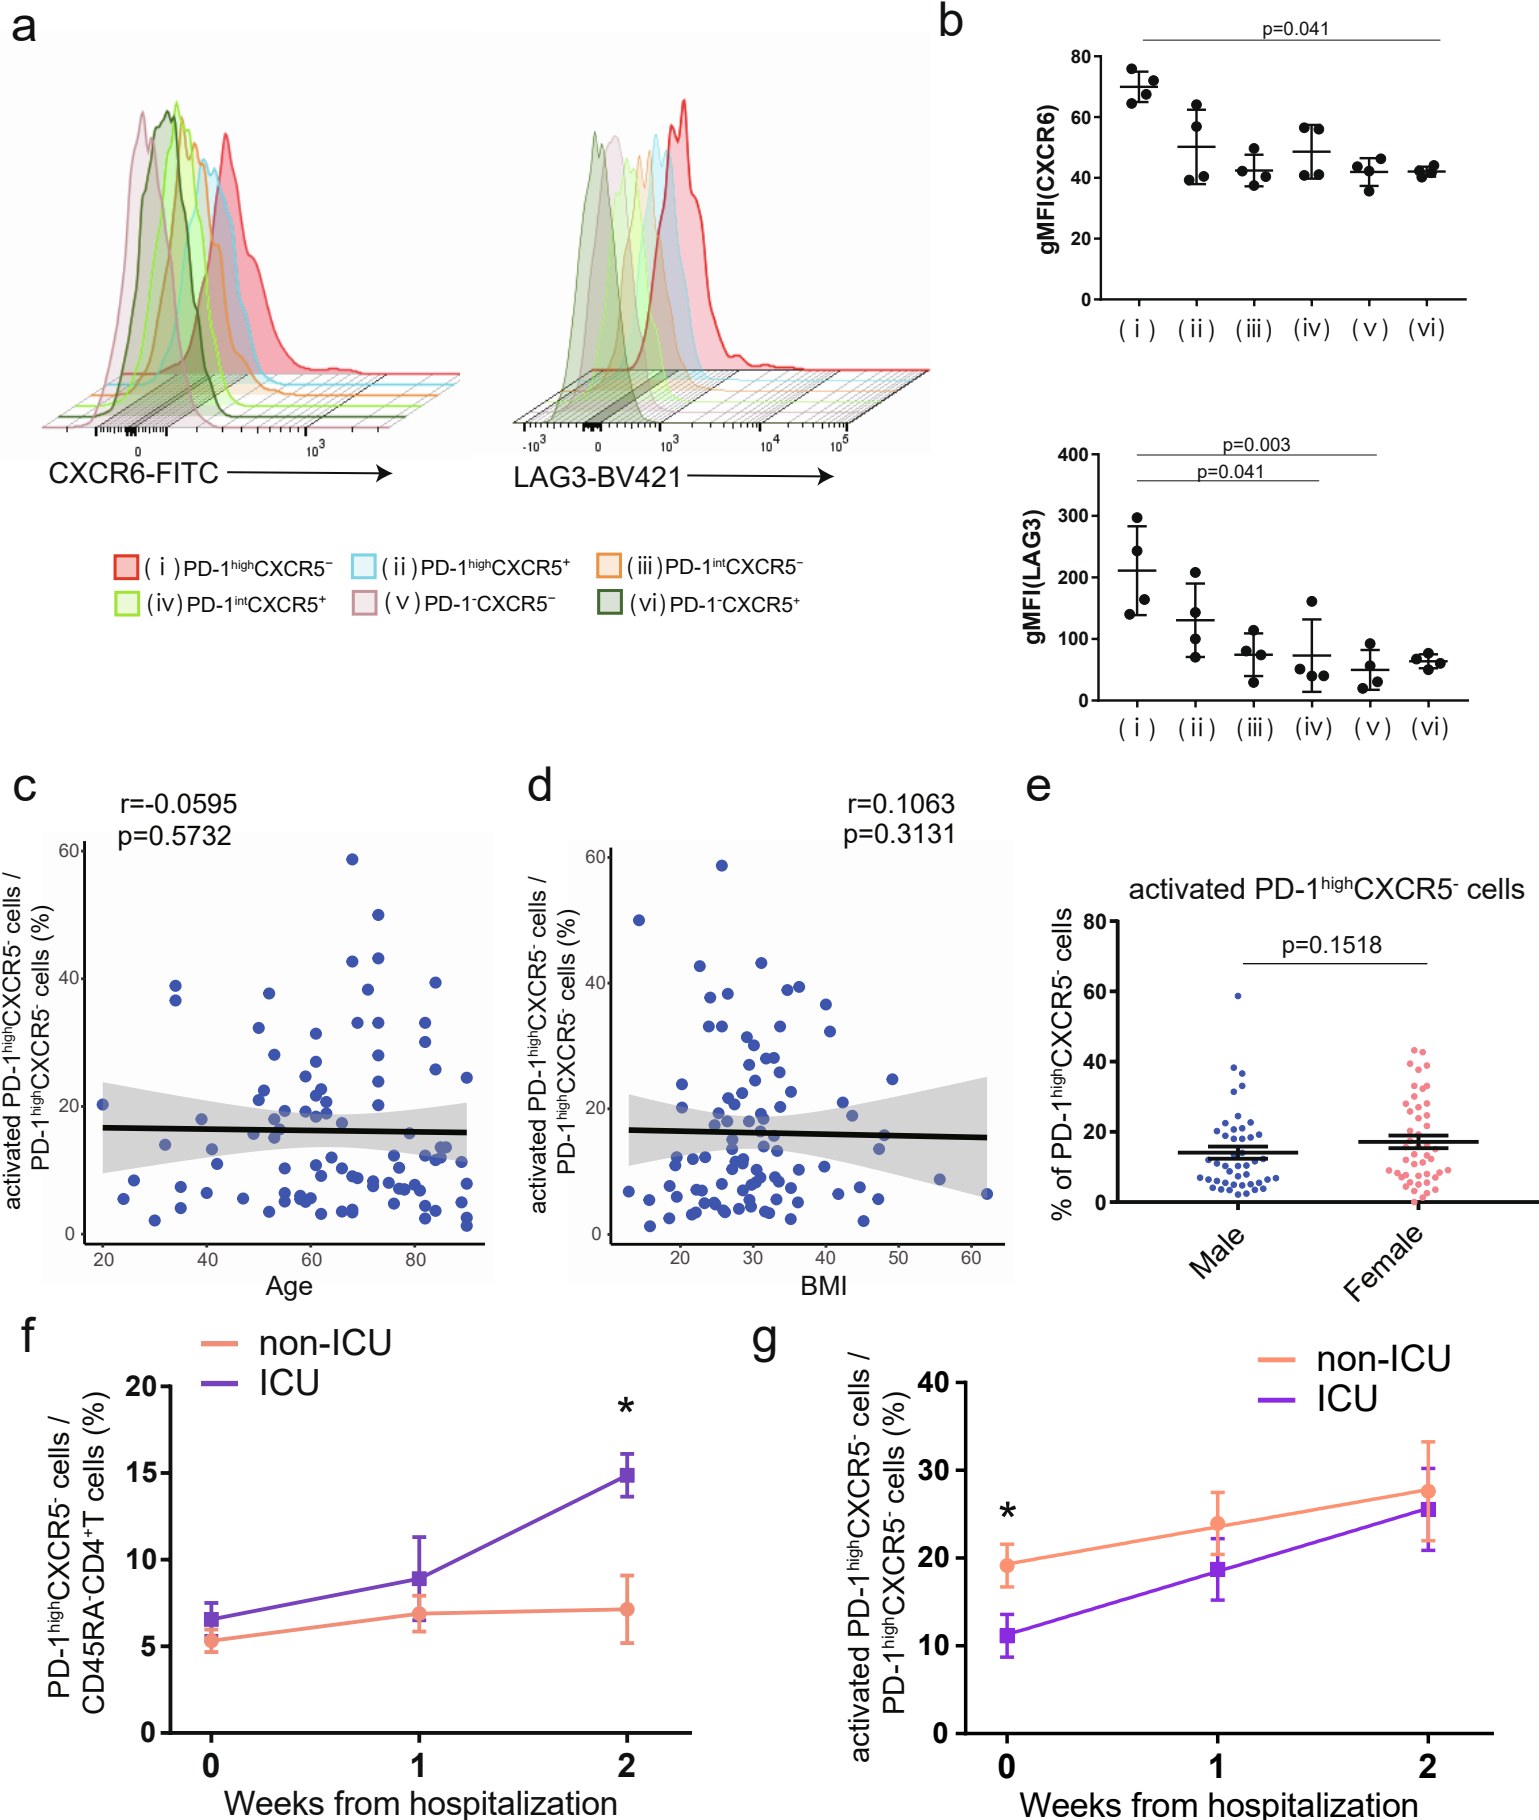 a
0
10³
CXCR6-FITC
-10³
0
10³
10⁴
10⁵
LAG3-BV421
(i) PD-1ʰⁱᵍʰCXCR5⁻
(ii) PD-1ʰⁱᵍʰCXCR5⁺
(iii) PD-1ⁱⁿᵗCXCR5⁻
(iv) PD-1ⁱⁿᵗCXCR5⁺
(v) PD-1⁻CXCR5⁻
(vi) PD-1⁻CXCR5⁺
b
p=0.041
gMFI(CXCR6)
80
60
40
20
0
(i) (ii) (iii) (iv) (v) (vi)
p=0.003
p=0.041
gMFI(LAG3)
400
300
200
100
0
(i) (ii) (iii) (iv) (v) (vi)
c
r=-0.0595
p=0.5732
activated PD-1ʰⁱᵍʰCXCR5⁻ cells /
PD-1ʰⁱᵍʰCXCR5⁻ cells (%)
60
40
20
0
20 40 60 80
Age
d
r=0.1063
p=0.3131
activated PD-1ʰⁱᵍʰCXCR5⁻ cells /
PD-1ʰⁱᵍʰCXCR5⁻ cells (%)
60
40
20
0
20 30 40 50 60
BMI
e
activated PD-1ʰⁱᵍʰCXCR5⁻ cells
p=0.1518
% of PD-1ʰⁱᵍʰCXCR5⁻ cells
80
60
40
20
0
Male
Female
f
non-ICU
ICU
PD-1ʰⁱᵍʰCXCR5⁻ cells /
CD45RA⁻CD4⁺T cells (%)
20
15
10
5
0
*
0 1 2
Weeks from hospitalization
g
non-ICU
ICU
activated PD-1ʰⁱᵍʰCXCR5⁻ cells /
PD-1ʰⁱᵍʰCXCR5⁻ cells (%)
40
30
20
10
0
*
0 1 2
Weeks from hospitalization